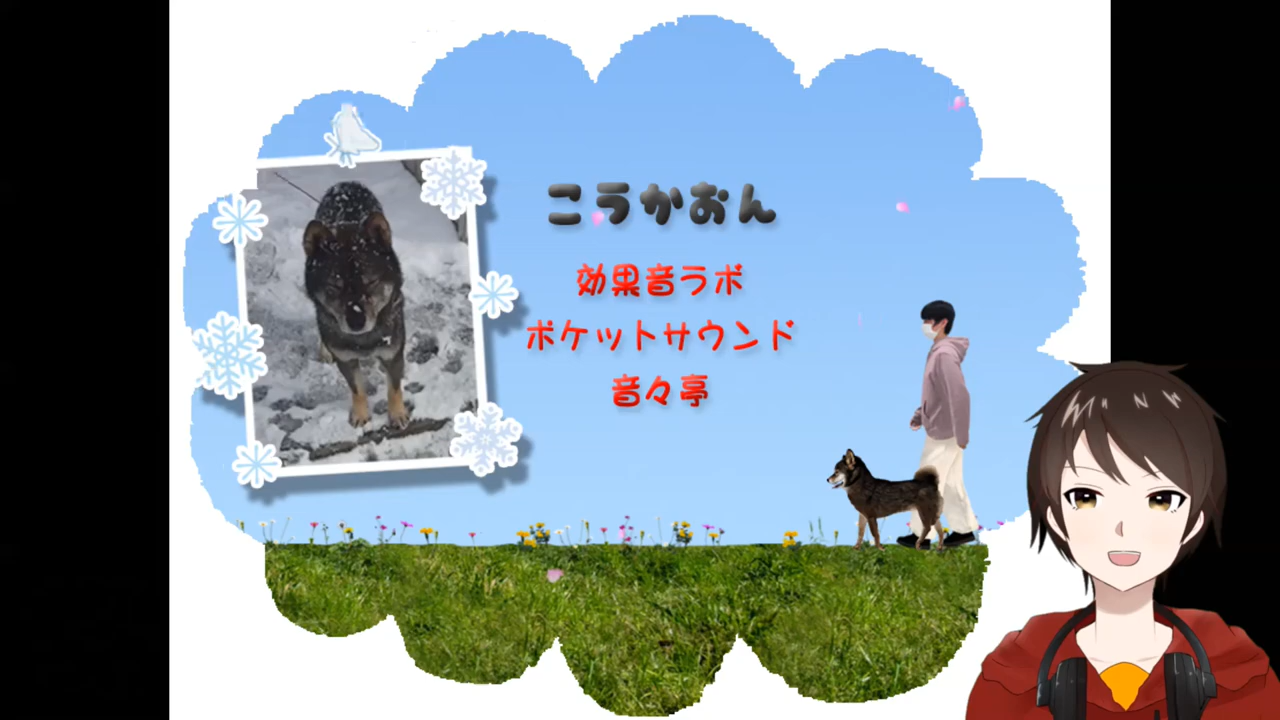 こうかおん
効果音ラボ
ポケットサウンド
音々亭